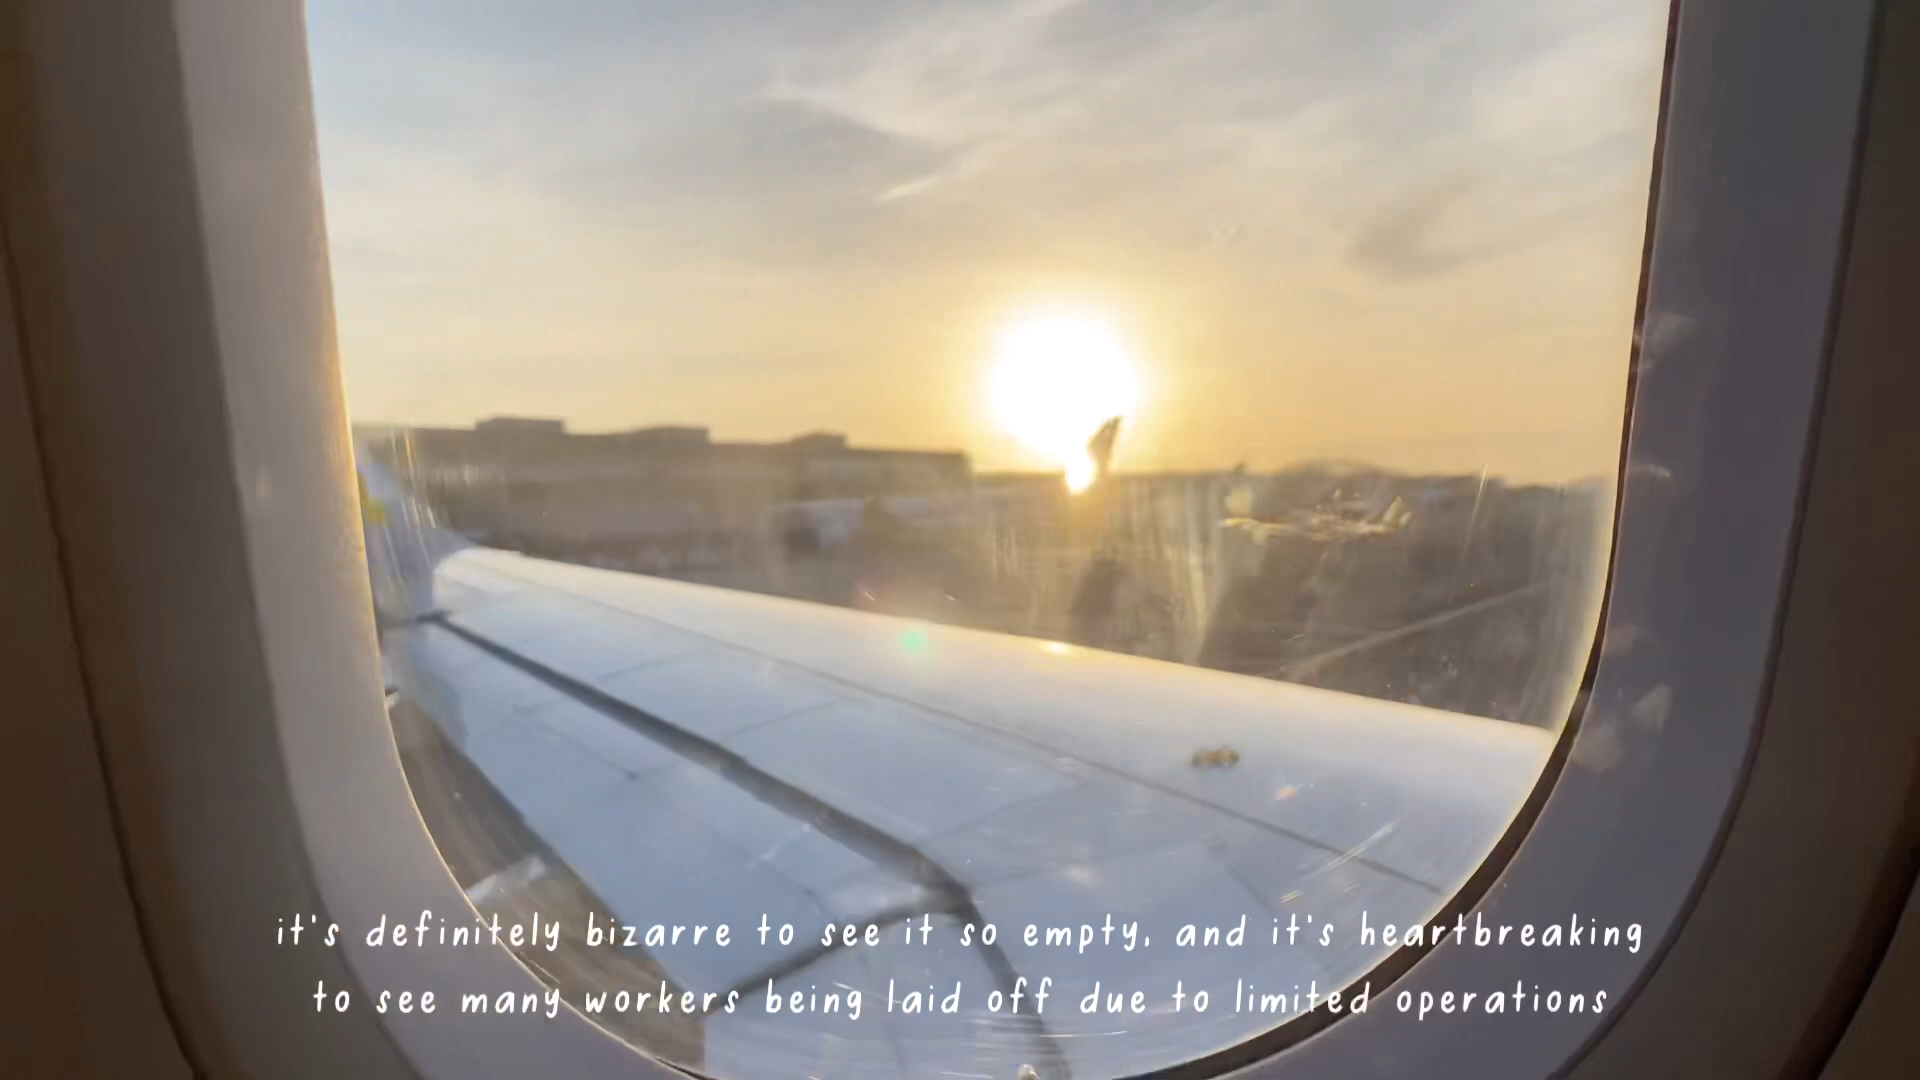 it's definitely bizarre to see it so empty, and it's heartbreaking
to see many workers being laid off due to limited operations